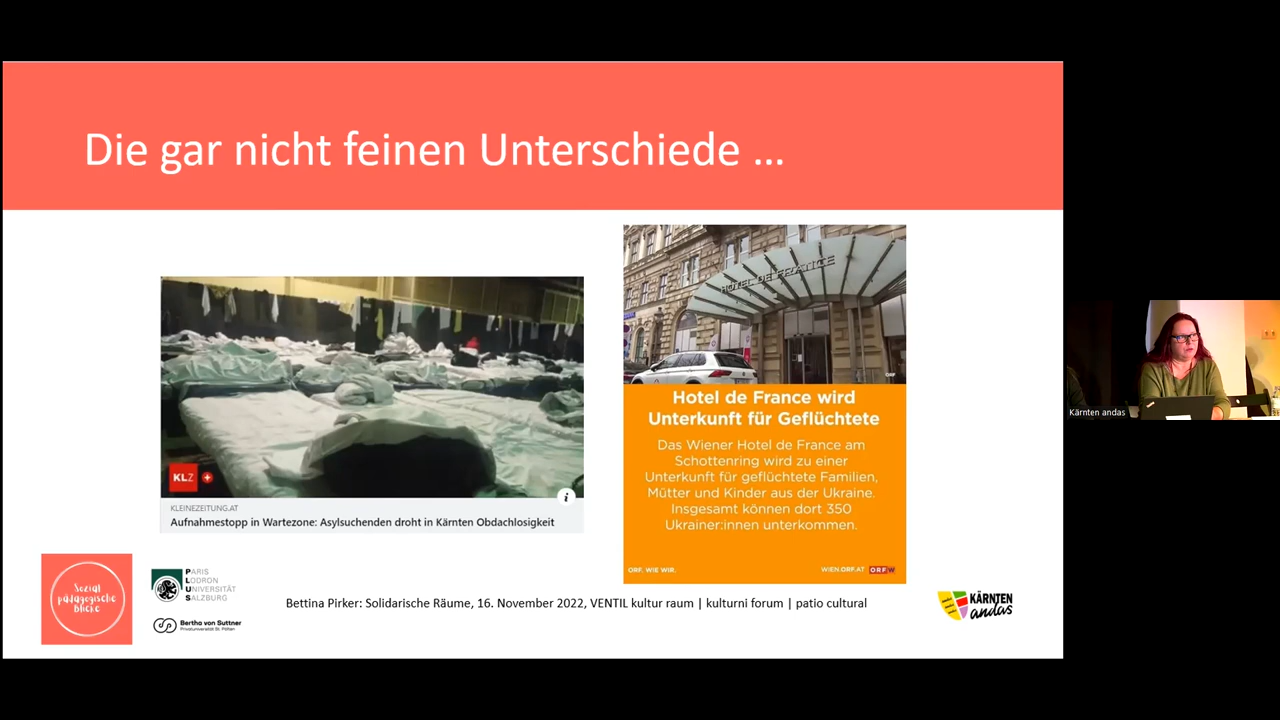 Die gar nicht feinen Unterschiede ...
HOTEL DE FRANCE
ORF
Hotel de France wird
Unterkunft für Geflüchtete
Das Wiener Hotel de France am
Schottenring wird zu einer
Unterkunft für geflüchtete Familien,
Mütter und Kinder aus der Ukraine.
Insgesamt können dort 350
Ukrainer:innen unterkommen.
ORF. WIE WIR.
WIEN.ORF.AT ORF W
KLZ +
i
KLEINEZEITUNG.AT
Aufnahmestopp in Wartezone: Asylsuchenden droht in Kärnten Obdachlosigkeit
Kärnten andas
Sozial
pädagogische
Blicke
PARIS
LODRON
UNIVERSITÄT
SALZBURG
Bertha von Suttner
Privatuniversität St. Pölten
Bettina Pirker: Solidarische Räume, 16. November 2022, VENTIL kultur raum | kulturni forum | patio cultural
KÄRNTEN
andas